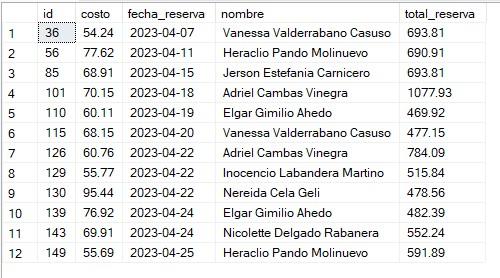 id costo fecha_reserva nombre total_reserva
1 36 54.24 2023-04-07 Vanessa Valderrabano Casuso 693.81
2 56 77.62 2023-04-11 Heraclio Pando Molinuevo 690.91
3 85 68.91 2023-04-15 Jerson Estefania Carnicero 693.81
4 101 70.15 2023-04-18 Adriel Cambas Vinegra 1077.93
5 110 60.11 2023-04-19 Elgar Gimilio Ahedo 469.92
6 115 68.15 2023-04-20 Vanessa Valderrabano Casuso 477.15
7 126 60.76 2023-04-22 Adriel Cambas Vinegra 784.09
8 129 55.77 2023-04-22 Inocencio Labandera Martino 515.84
9 130 95.44 2023-04-22 Nereida Cela Geli 478.56
10 139 76.92 2023-04-24 Elgar Gimilio Ahedo 482.39
11 143 69.91 2023-04-24 Nicolette Delgado Rabanera 552.24
12 149 55.69 2023-04-25 Heraclio Pando Molinuevo 591.89